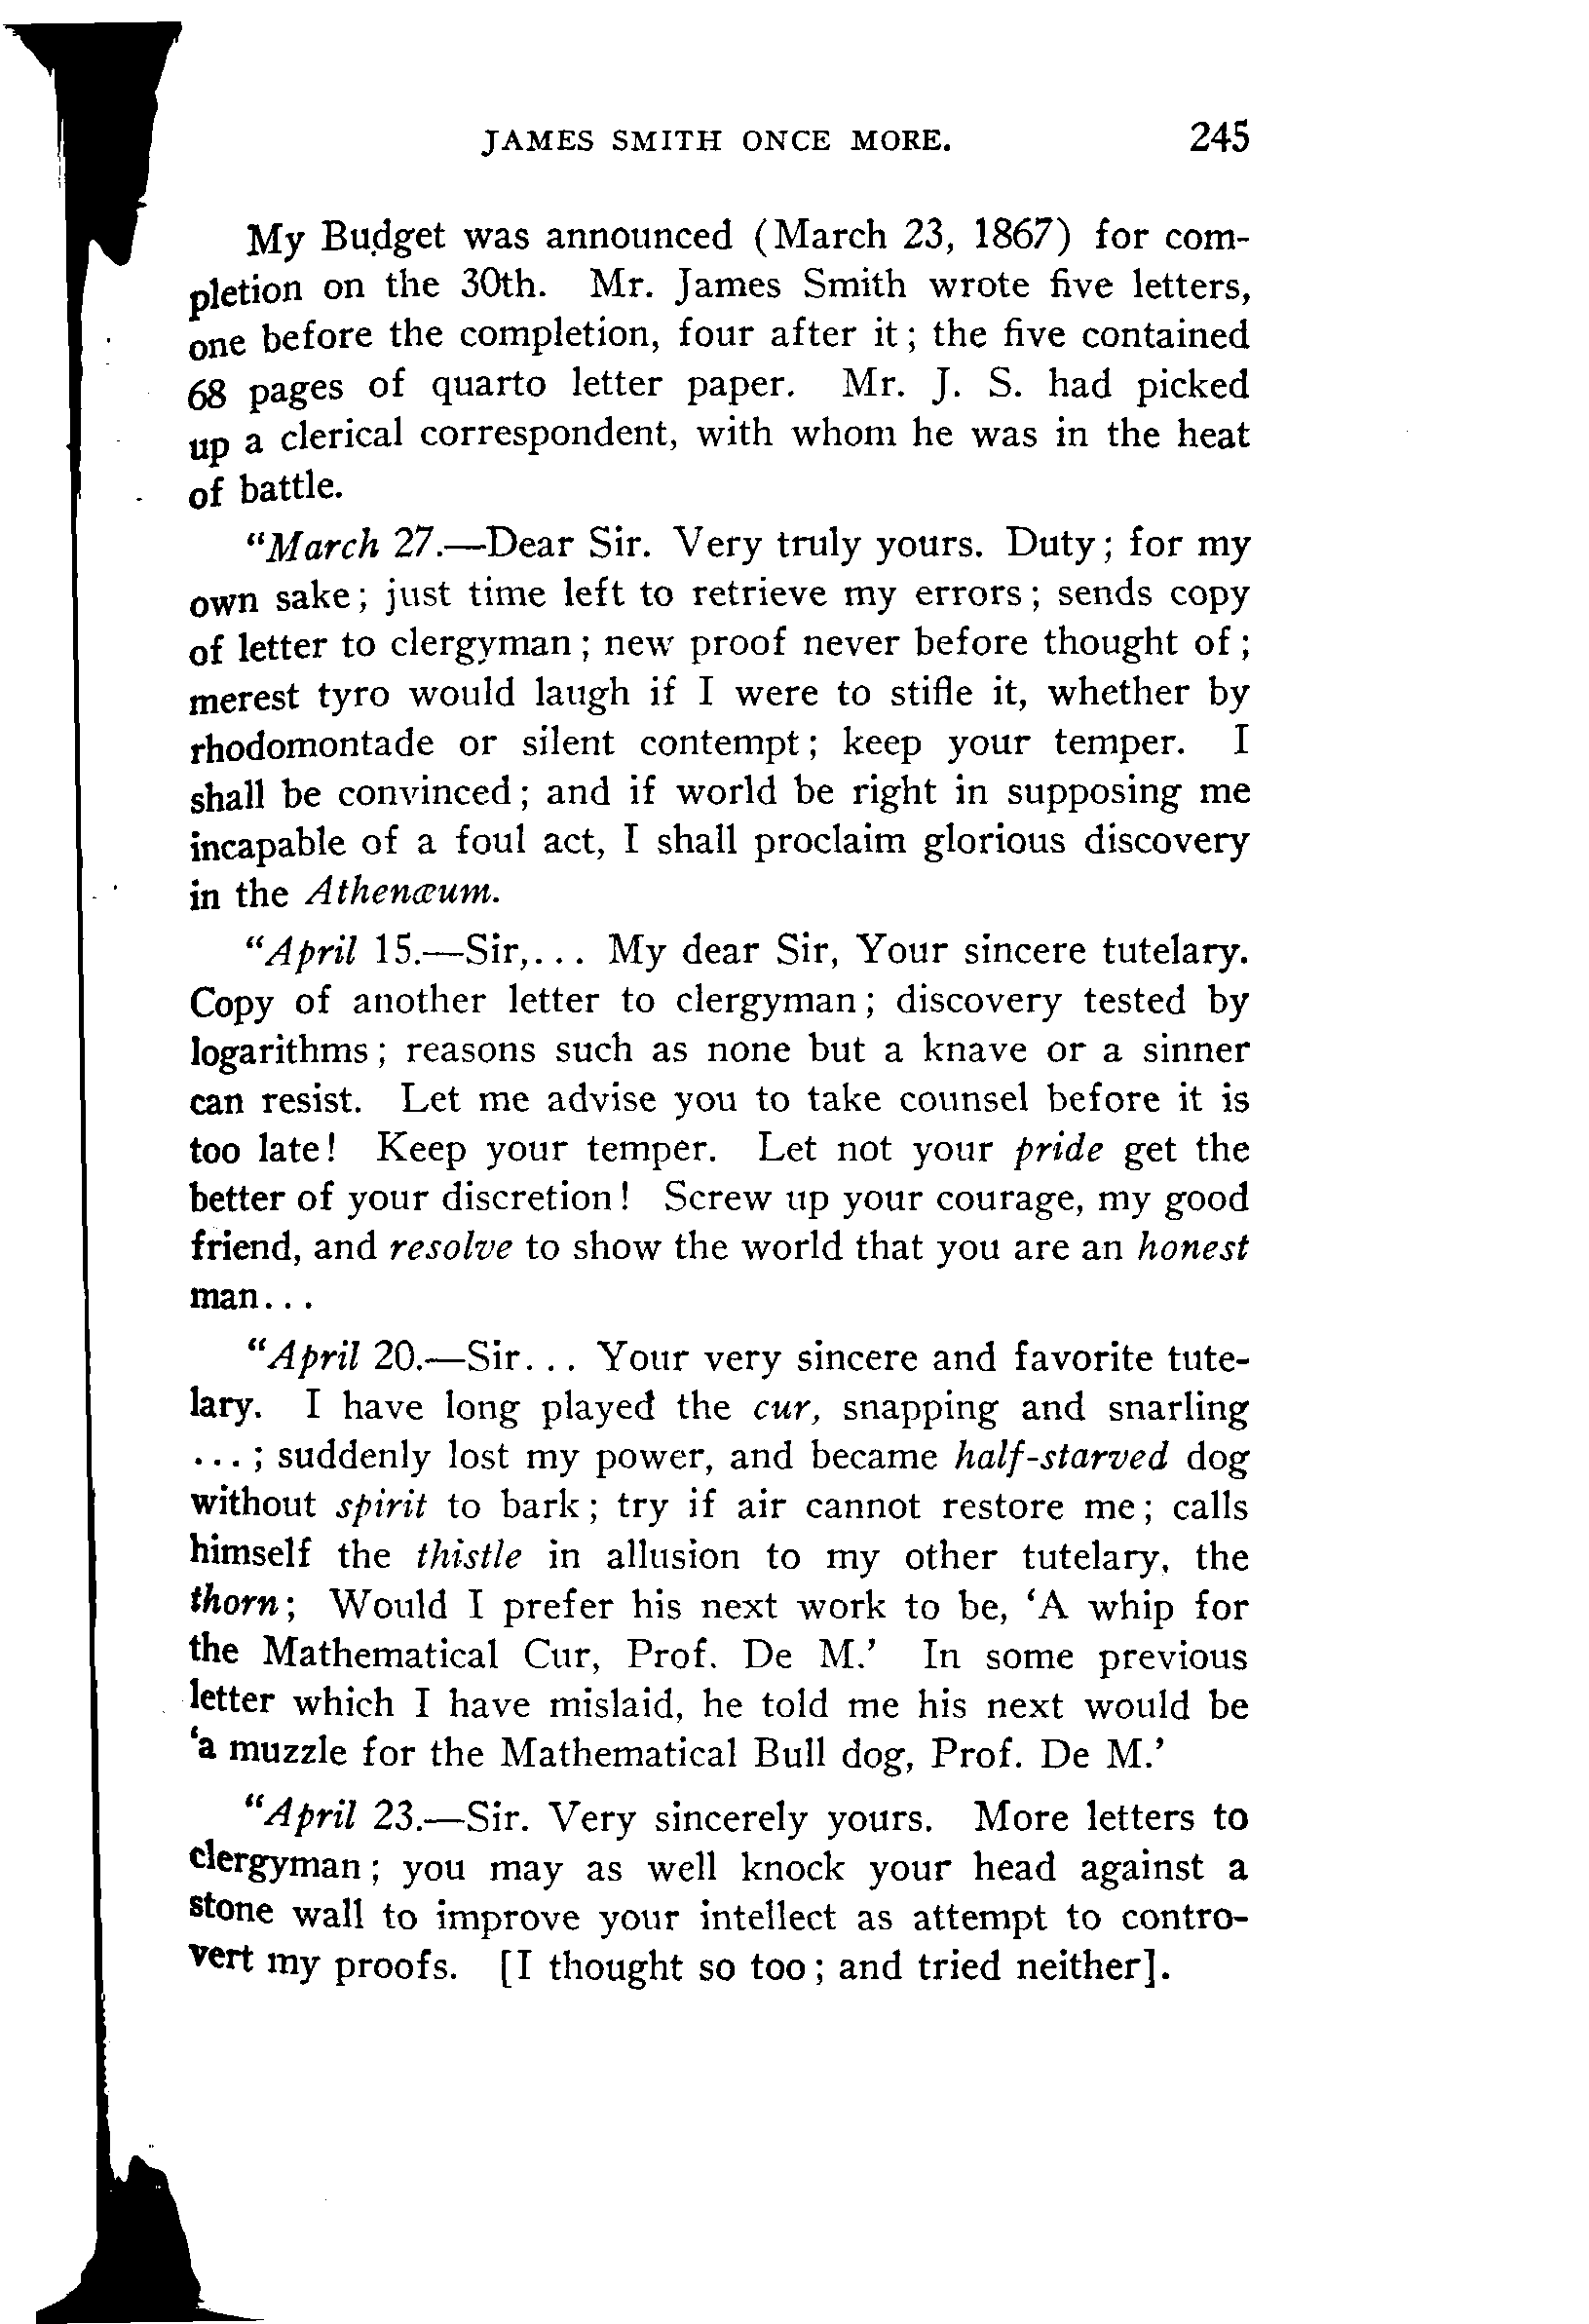 JAMES SMITH ONCE MORE. 245
My Budget was announced (March 23, 1867) for com-
pletion on the 30th. Mr. James Smith wrote five letters,
one before the completion, four after it; the five contained
68 pages of quarto letter paper. Mr. J. S. had picked
up a clerical correspondent, with whom he was in the heat
of battle.
"March 27.—Dear Sir. Very truly yours. Duty; for my
own sake; just time left to retrieve my errors; sends copy
of letter to clergyman; new proof never before thought of;
merest tyro would laugh if I were to stifle it, whether by
rhodomontade or silent contempt; keep your temper. I
shall be convinced; and if world be right in supposing me
incapable of a foul act, I shall proclaim glorious discovery
in the Athenæum.
"April 15.—Sir,... My dear Sir, Your sincere tutelary.
Copy of another letter to clergyman; discovery tested by
logarithms; reasons such as none but a knave or a sinner
can resist. Let me advise you to take counsel before it is
too late! Keep your temper. Let not your pride get the
better of your discretion! Screw up your courage, my good
friend, and resolve to show the world that you are an honest
man...
"April 20.—Sir... Your very sincere and favorite tute-
lary. I have long played the cur, snapping and snarling
...; suddenly lost my power, and became half-starved dog
without spirit to bark; try if air cannot restore me; calls
himself the thistle in allusion to my other tutelary, the
thorn; Would I prefer his next work to be, 'A whip for
the Mathematical Cur, Prof. De M.' In some previous
letter which I have mislaid, he told me his next would be
'a muzzle for the Mathematical Bull dog, Prof. De M.'
"April 23.—Sir. Very sincerely yours. More letters to
clergyman; you may as well knock your head against a
stone wall to improve your intellect as attempt to contro-
vert my proofs. [I thought so too; and tried neither].